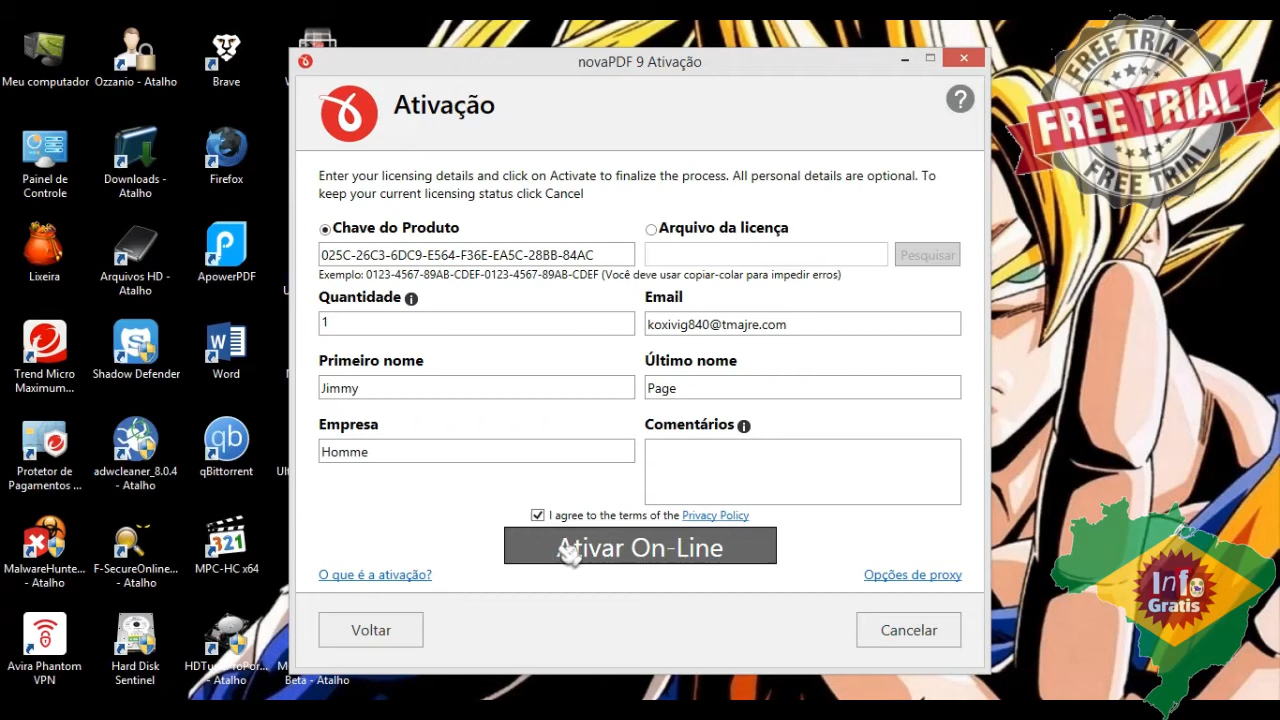 Meu computador
Ozzanio - Atalho
Brave
Painel de
Controle
Downloads -
Atalho
Firefox
Lixeira
Arquivos HD -
Atalho
ApowerPDF
Trend Micro
Maximum...
Shadow Defender
Word
Protetor de
Pagamentos ...
adwcleaner_8.0.4
- Atalho
qBittorrent
MalwareHunte...
- Atalho
F-SecureOnline...
- Atalho
MPC-HC x64
Avira Phantom
VPN
Hard Disk
Sentinel
HDTuneProPor...
- Atalho
Beta - Atalho
novaPDF 9 Ativação
Ativação
Enter your licensing details and click on Activate to finalize the process. All personal details are optional. To
keep your current licensing status click Cancel
Chave do Produto
Arquivo da licença
025C-26C3-6DC9-E564-F36E-EA5C-28BB-84AC
Pesquisar
Exemplo: 0123-4567-89AB-CDEF-0123-4567-89AB-CDEF (Você deve usar copiar-colar para impedir erros)
Quantidade
Email
1
koxivig840@tmajre.com
Primeiro nome
Último nome
Jimmy
Page
Empresa
Comentários
Homme
I agree to the terms of the Privacy Policy
Ativar On-Line
O que é a ativação?
Opções de proxy
Voltar
Cancelar
FREE TRIAL
FREE TRIAL
FREE TRIAL
Info
Gratis